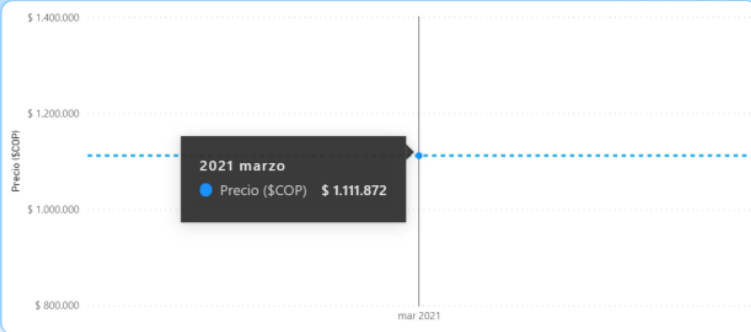 $ 1.400.000
$ 1.200.000
Precio ($COP)
2021 marzo
Precio ($COP) $ 1.111.872
$ 1.000.000
$ 800.000
mar 2021